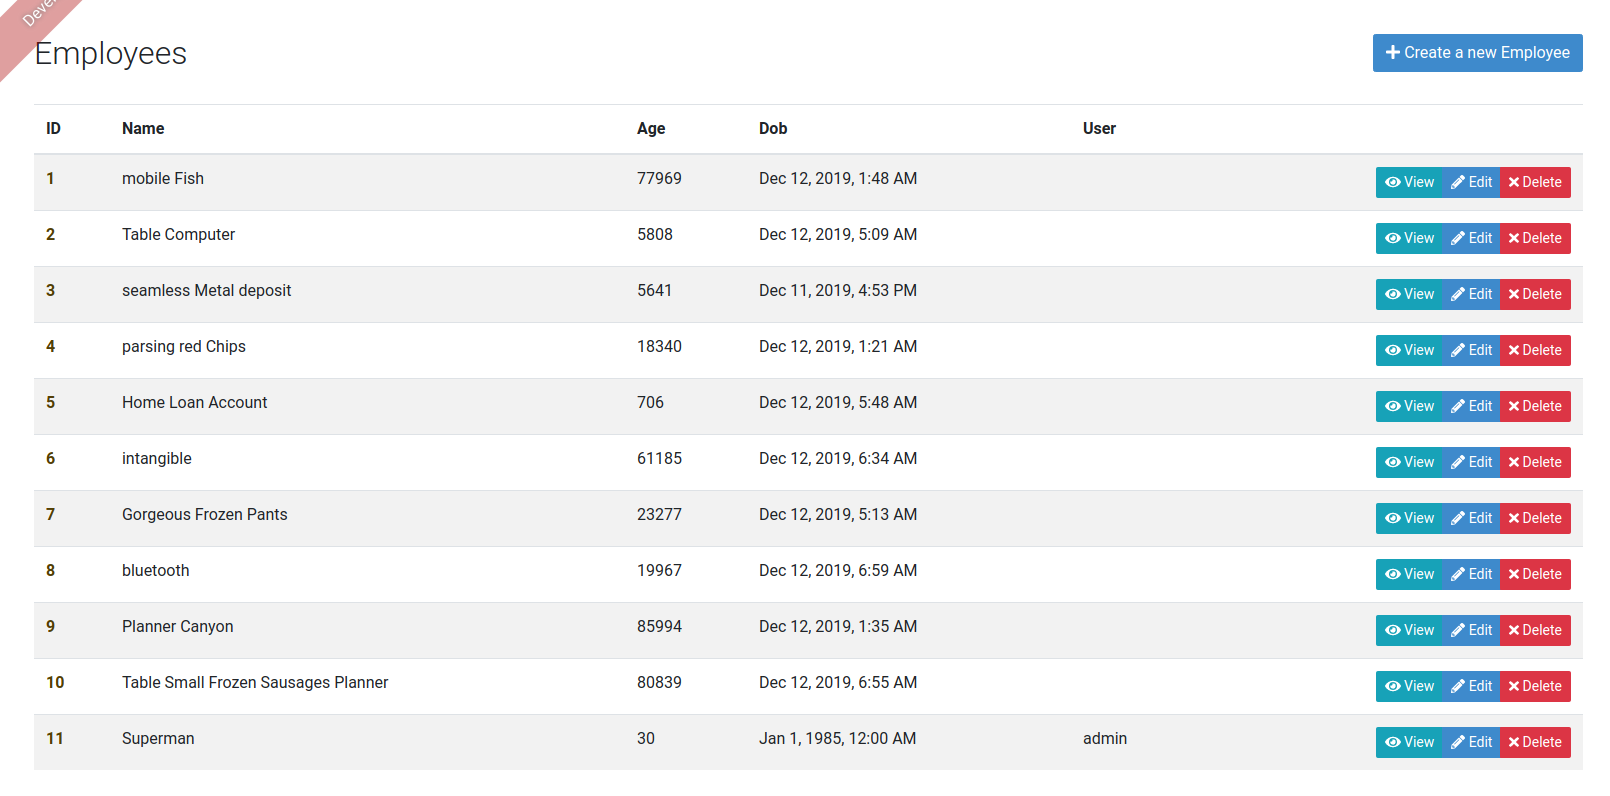 Employees
Create a new Employee
ID Name Age Dob User
1 mobile Fish 77969 Dec 12, 2019, 1:48 AM View Edit Delete
2 Table Computer 5808 Dec 12, 2019, 5:09 AM View Edit Delete
3 seamless Metal deposit 5641 Dec 11, 2019, 4:53 PM View Edit Delete
4 parsing red Chips 18340 Dec 12, 2019, 1:21 AM View Edit Delete
5 Home Loan Account 706 Dec 12, 2019, 5:48 AM View Edit Delete
6 intangible 61185 Dec 12, 2019, 6:34 AM View Edit Delete
7 Gorgeous Frozen Pants 23277 Dec 12, 2019, 5:13 AM View Edit Delete
8 bluetooth 19967 Dec 12, 2019, 6:59 AM View Edit Delete
9 Planner Canyon 85994 Dec 12, 2019, 1:35 AM View Edit Delete
10 Table Small Frozen Sausages Planner 80839 Dec 12, 2019, 6:55 AM View Edit Delete
11 Superman 30 Jan 1, 1985, 12:00 AM admin View Edit Delete